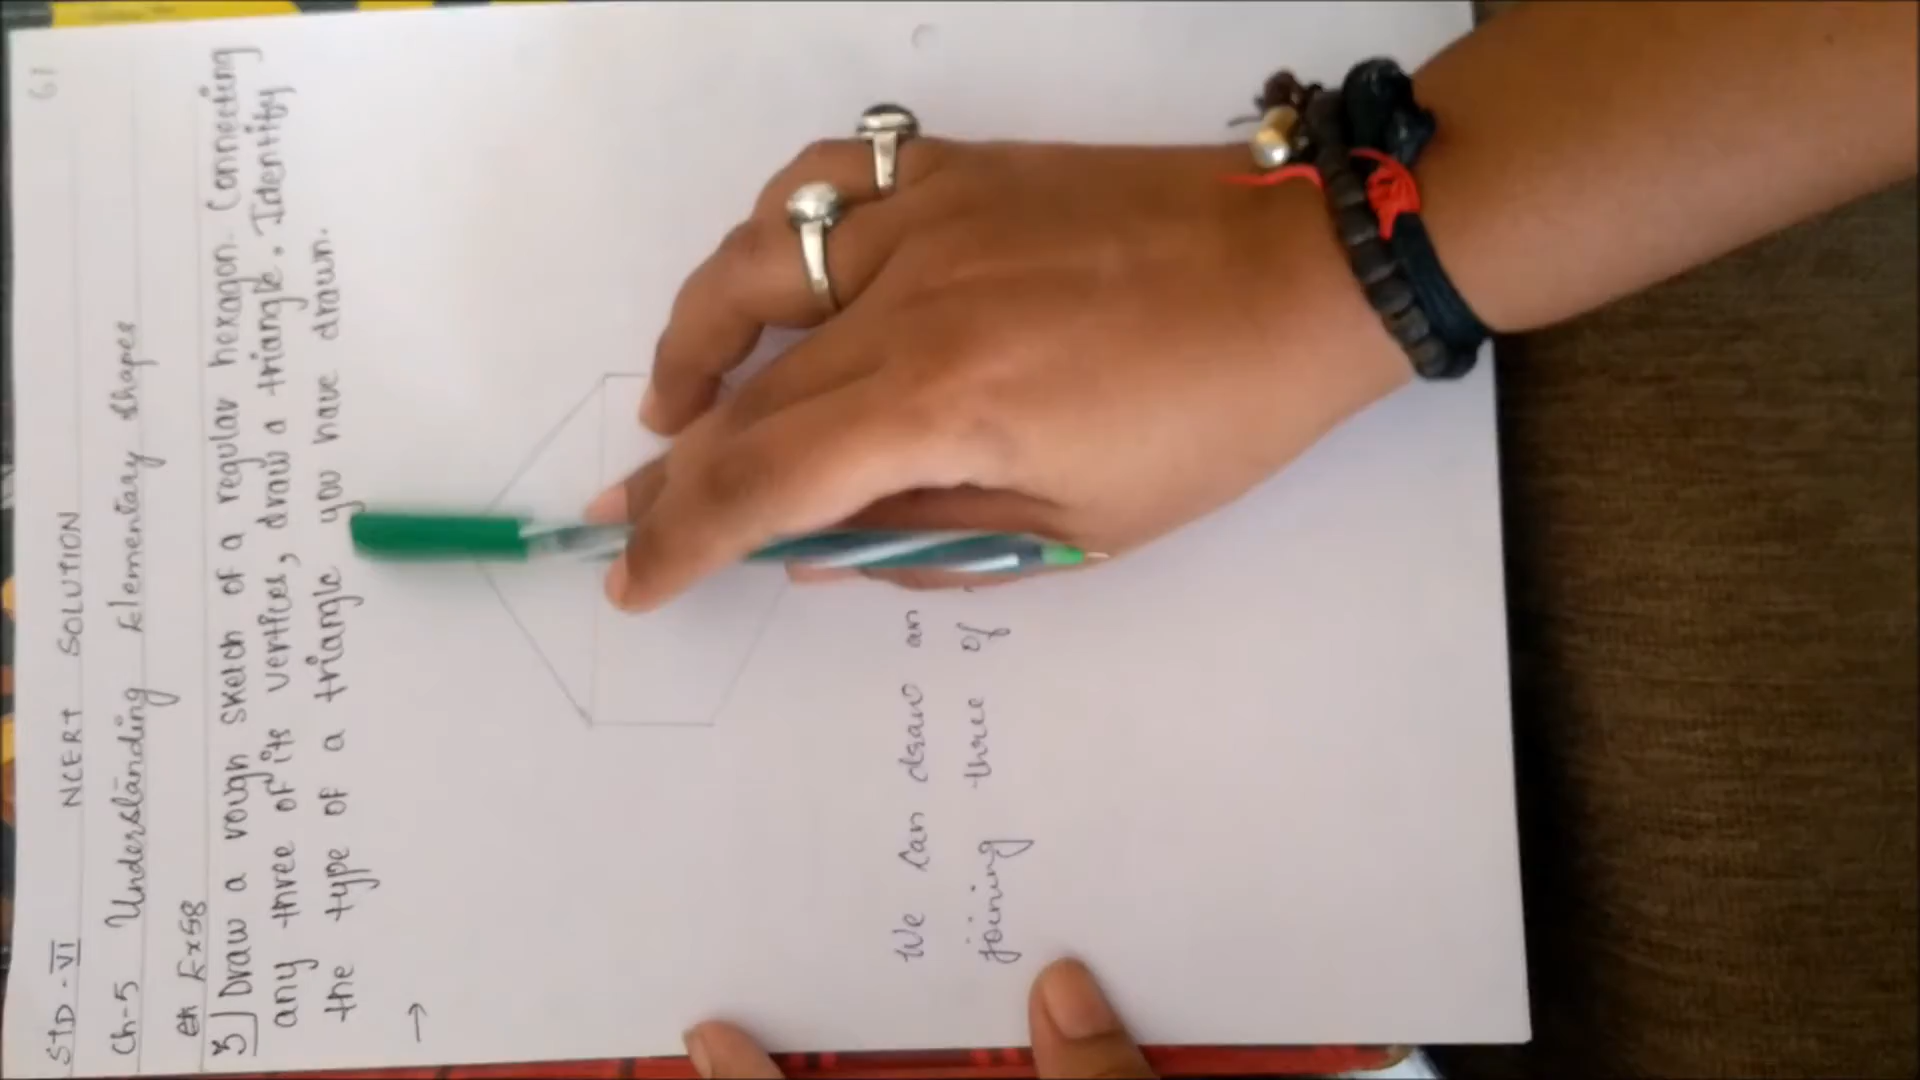 61
STD - VI NCERT SOLUTION
Ch-5 Understanding Elementary Shapes
Ex 5.8
3] Draw a rough sketch of a regular hexagon. Connecting
any three of its vertices, draw a triangle. Identify
the type of a triangle you have drawn.
→
We can draw an
joining three of